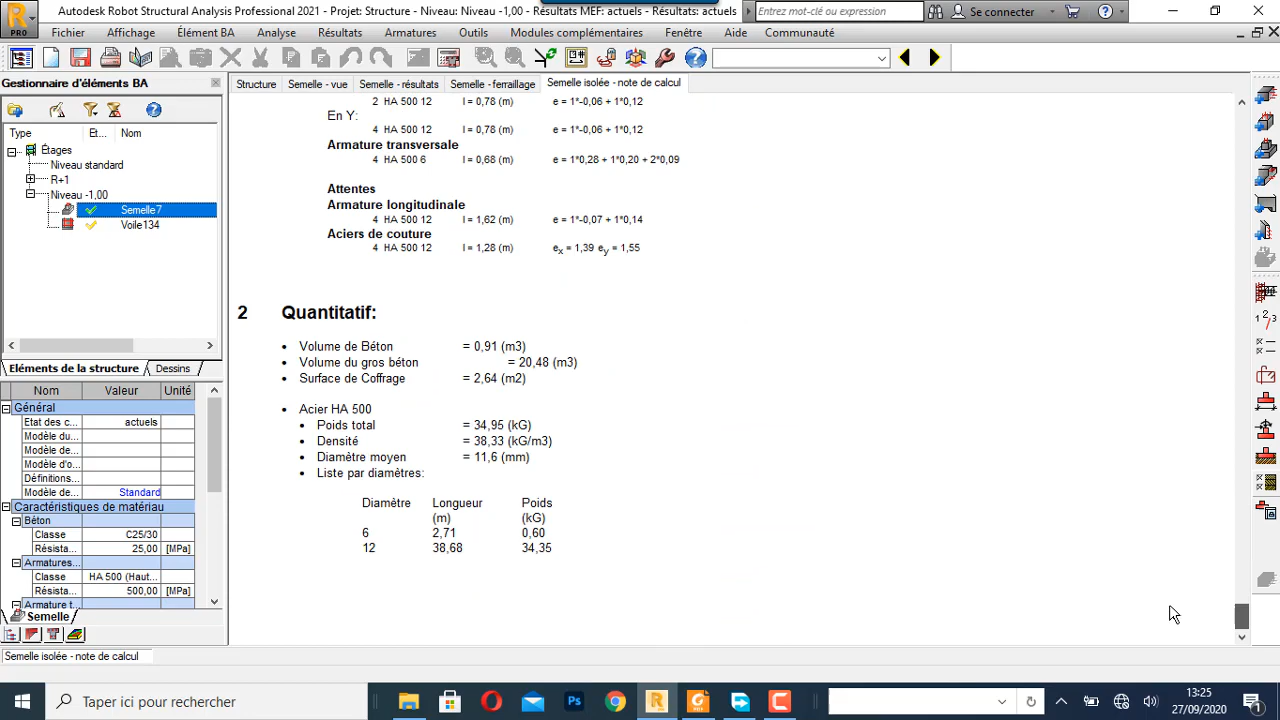 Autodesk Robot Structural Analysis Professional 2021 - Projet: Structure - Niveau: Niveau -1,00 - Résultats MEF: actuels - Résultats: actuels
Entrez mot-clé ou expression
Se connecter
PRO
Fichier Affichage Élément BA Analyse Résultats Armatures Outils Modules complémentaires Fenêtre Aide Communauté
Gestionnaire d'éléments BA
Structure Semelle - vue Semelle - résultats Semelle - ferraillage Semelle isolée - note de calcul
Type Et... Nom
Étages
Niveau standard
R+1
Niveau -1,00
Semelle7
Voile134
Eléments de la structure Dessins
Nom Valeur Unité
Général
Etat des c... actuels
Modèle du...
Modèle de...
Modèle d'o...
Définitions...
Modèle de... Standard
Caractéristiques de matériau
Béton
Classe C25/30
Résista... 25,00 [MPa]
Armatures...
Classe HA 500 (Haut...
Résista... 500,00 [MPa]
Armature t...
Semelle
2 HA 500 12 l = 0,78 (m) e = 1*-0,06 + 1*0,12
En Y:
4 HA 500 12 l = 0,78 (m) e = 1*-0,06 + 1*0,12
Armature transversale
4 HA 500 6 l = 0,68 (m) e = 1*0,28 + 1*0,20 + 2*0,09
Attentes
Armature longitudinale
4 HA 500 12 l = 1,62 (m) e = 1*-0,07 + 1*0,14
Aciers de couture
4 HA 500 12 l = 1,28 (m) ex = 1,39 ey = 1,55
2 Quantitatif:
• Volume de Béton = 0,91 (m3)
• Volume du gros béton = 20,48 (m3)
• Surface de Coffrage = 2,64 (m2)
• Acier HA 500
• Poids total = 34,95 (kG)
• Densité = 38,33 (kG/m3)
• Diamètre moyen = 11,6 (mm)
• Liste par diamètres:
Diamètre Longueur Poids
(m) (kG)
6 2,71 0,60
12 38,68 34,35
Semelle isolée - note de calcul
Taper ici pour rechercher
13:25
27/09/2020